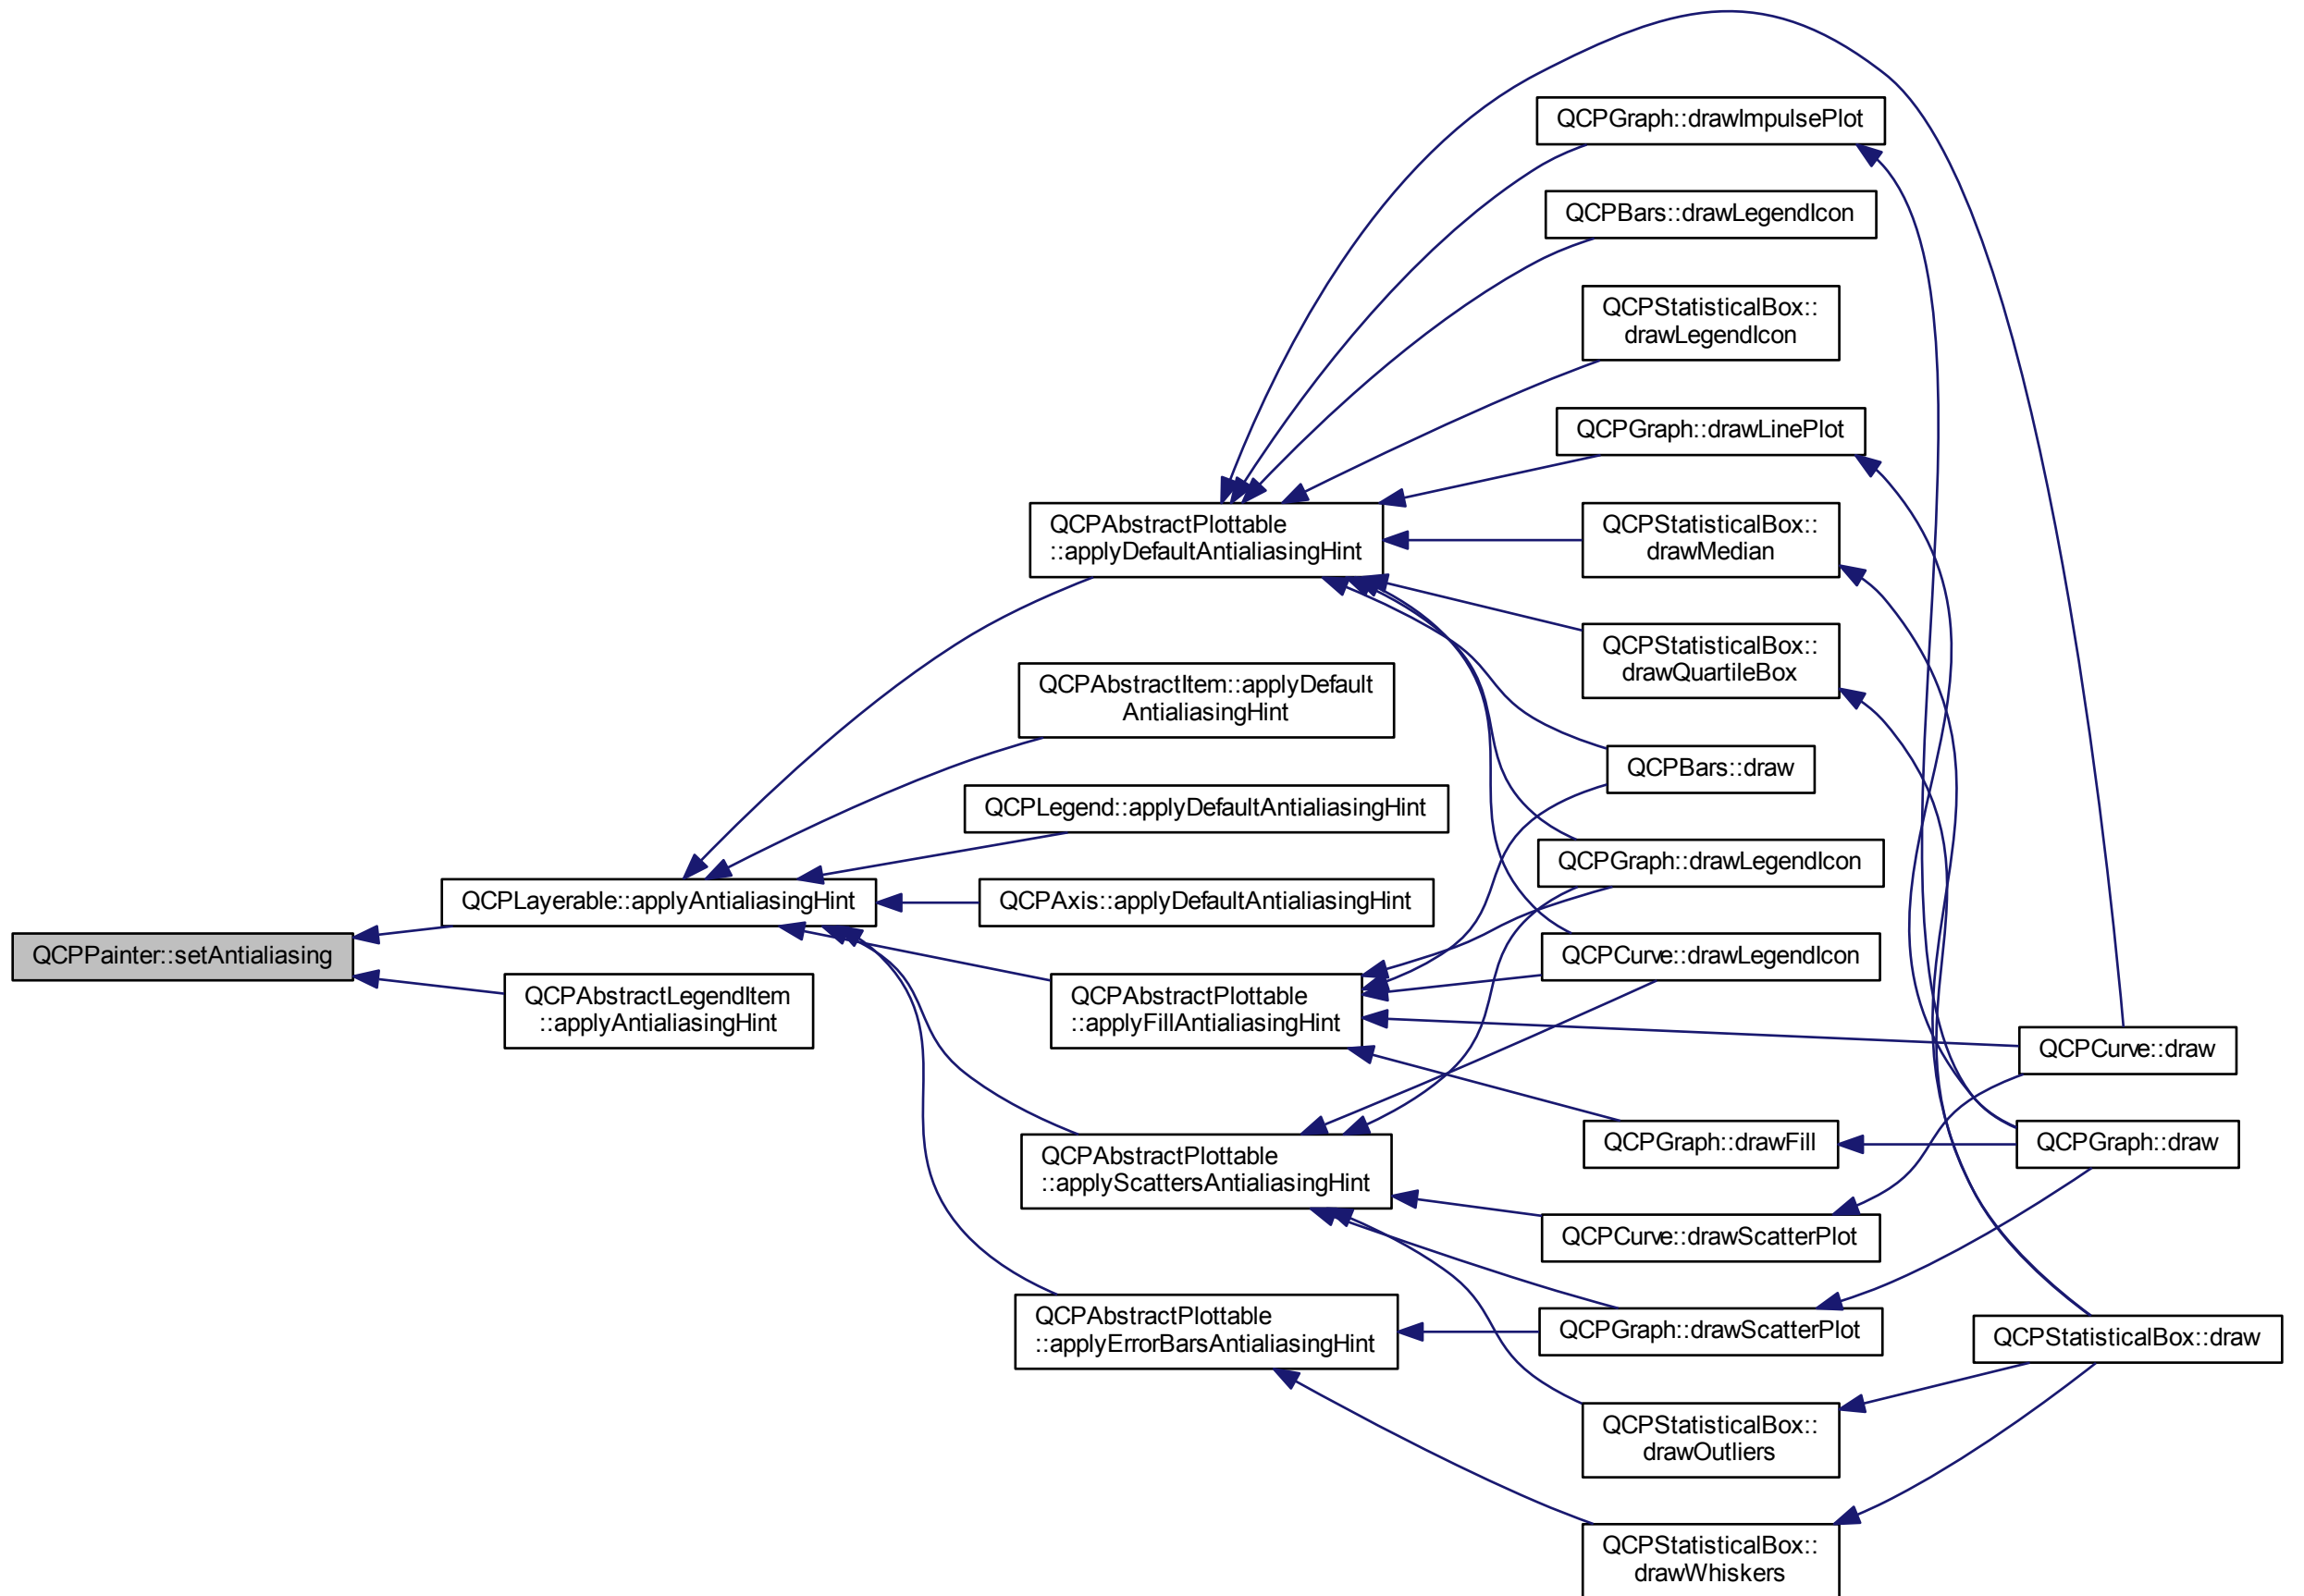 QCPPainter::setAntialiasing
QCPLayerable::applyAntialiasingHint
QCPAbstractLegendItem
::applyAntialiasingHint
QCPAbstractPlottable
::applyDefaultAntialiasingHint
QCPAbstractItem::applyDefault
AntialiasingHint
QCPLegend::applyDefaultAntialiasingHint
QCPAxis::applyDefaultAntialiasingHint
QCPAbstractPlottable
::applyFillAntialiasingHint
QCPAbstractPlottable
::applyScattersAntialiasingHint
QCPAbstractPlottable
::applyErrorBarsAntialiasingHint
QCPGraph::drawImpulsePlot
QCPBars::drawLegendIcon
QCPStatisticalBox::
drawLegendIcon
QCPGraph::drawLinePlot
QCPStatisticalBox::
drawMedian
QCPStatisticalBox::
drawQuartileBox
QCPBars::draw
QCPGraph::drawLegendIcon
QCPCurve::drawLegendIcon
QCPGraph::drawFill
QCPCurve::drawScatterPlot
QCPGraph::drawScatterPlot
QCPStatisticalBox::
drawOutliers
QCPStatisticalBox::
drawWhiskers
QCPCurve::draw
QCPGraph::draw
QCPStatisticalBox::draw